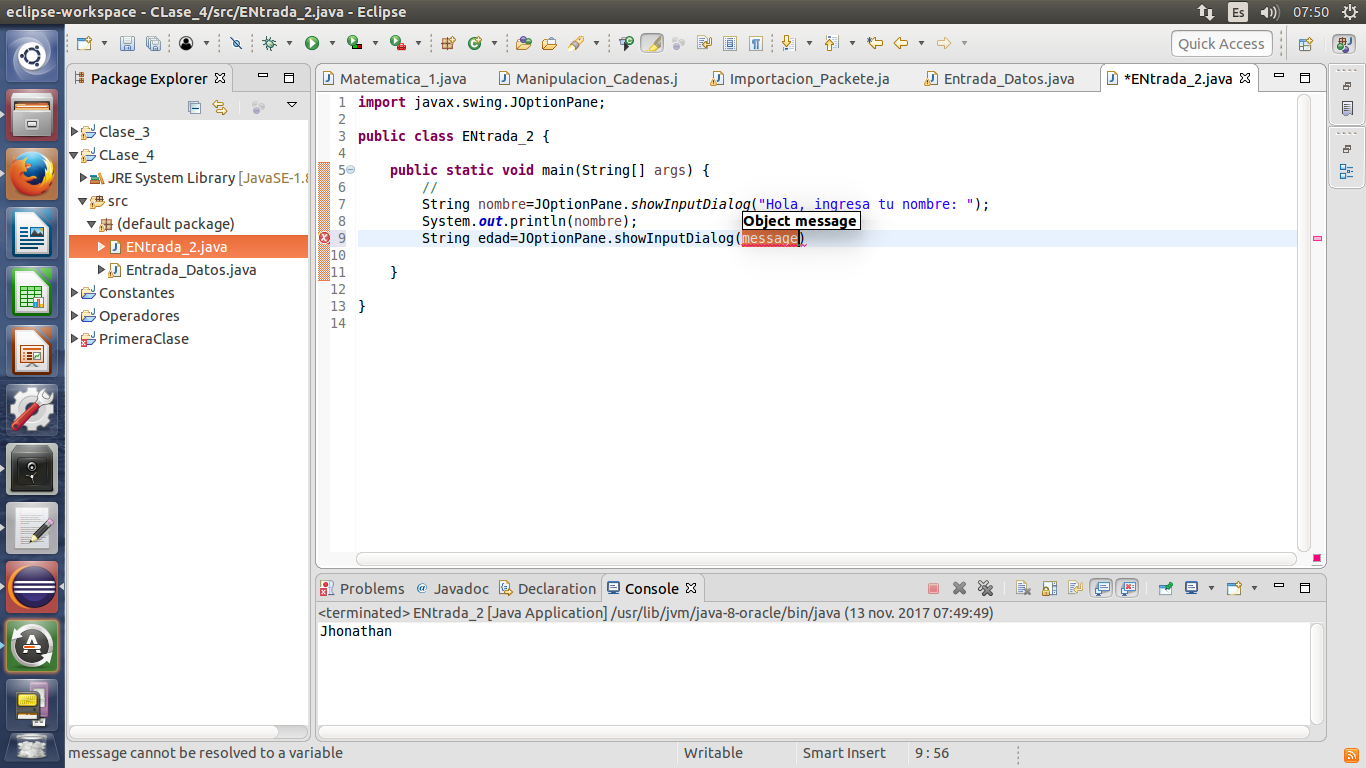 eclipse-workspace - CLase_4/src/ENtrada_2.java - Eclipse
Es
07:50
Quick Access
Package Explorer
Matematica_1.java
Manipulacion_Cadenas.j
Importacion_Packete.ja
Entrada_Datos.java
*ENtrada_2.java
Clase_3
CLase_4
JRE System Library [JavaSE-1.8
src
(default package)
ENtrada_2.java
Entrada_Datos.java
Constantes
Operadores
PrimeraClase
1 import javax.swing.JOptionPane;
2
3 public class ENtrada_2 {
4
5 public static void main(String[] args) {
6 //
7 String nombre=JOptionPane.showInputDialog("Hola, ingresa tu nombre: ");
8 System.out.println(nombre);
Object message
9 String edad=JOptionPane.showInputDialog(message)
10
11 }
12
13 }
14
Problems
@ Javadoc
Declaration
Console
<terminated> ENtrada_2 [Java Application] /usr/lib/jvm/java-8-oracle/bin/java (13 nov. 2017 07:49:49)
Jhonathan
message cannot be resolved to a variable
Writable
Smart Insert
9 : 56